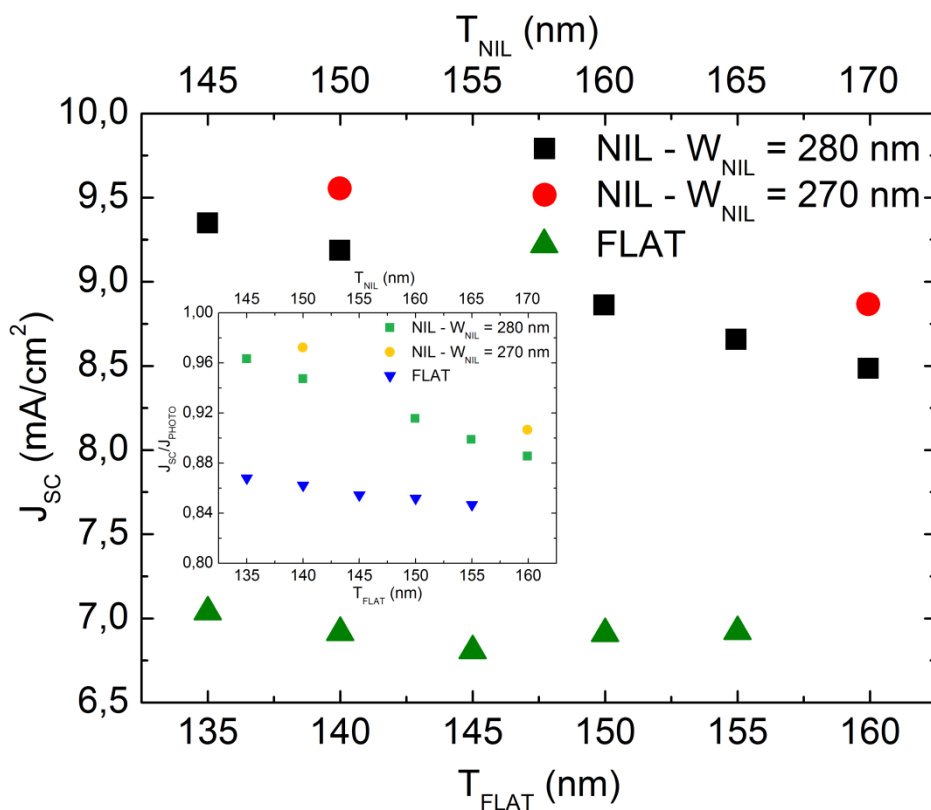 T_NIL (nm)
145 150 155 160 165 170
10,0
9,5
9,0
8,5
8,0
7,5
7,0
6,5
J_SC (mA/cm²)
NIL - W_NIL = 280 nm
NIL - W_NIL = 270 nm
FLAT
T_NIL (nm)
145 150 155 160 165 170
1,00
0,96
0,92
0,88
0,84
0,80
J_SC/J_PHOTO
NIL - W_NIL = 280 nm
NIL - W_NIL = 270 nm
FLAT
135 140 145 150 155 160
T_FLAT (nm)
135 140 145 150 155 160
T_FLAT (nm)